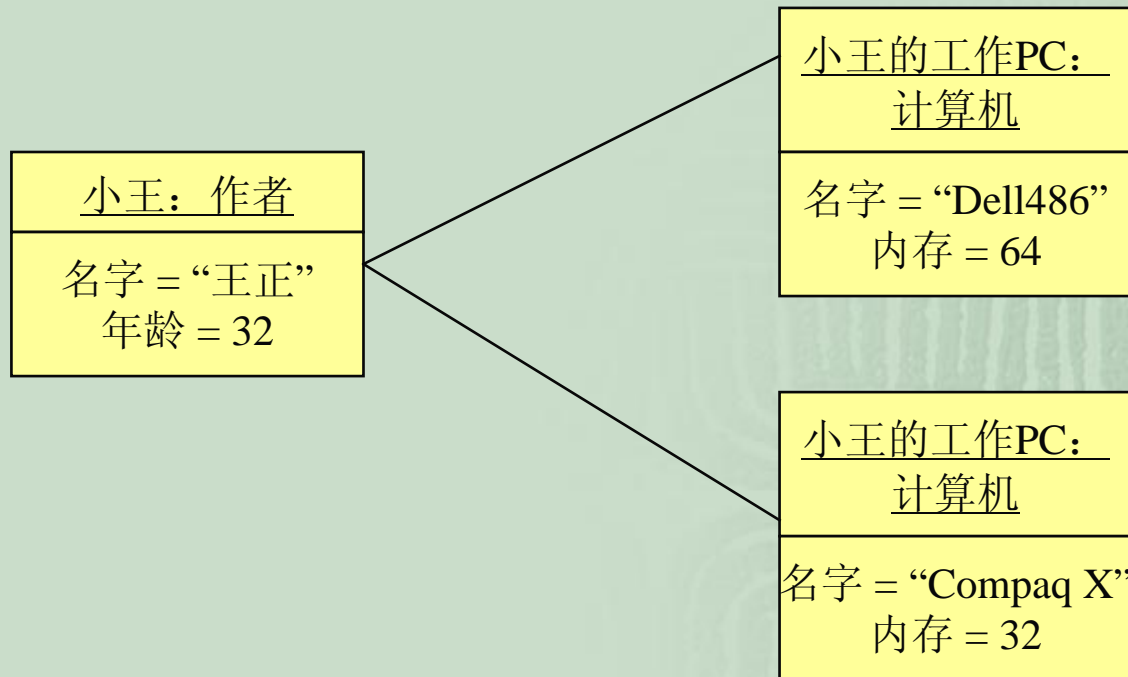 小王：作者
名字 = “王正”
年龄 = 32
小王的工作PC：
计算机
名字 = “Dell486”
内存 = 64
小王的工作PC：
计算机
名字 = “Compaq X”
内存 = 32